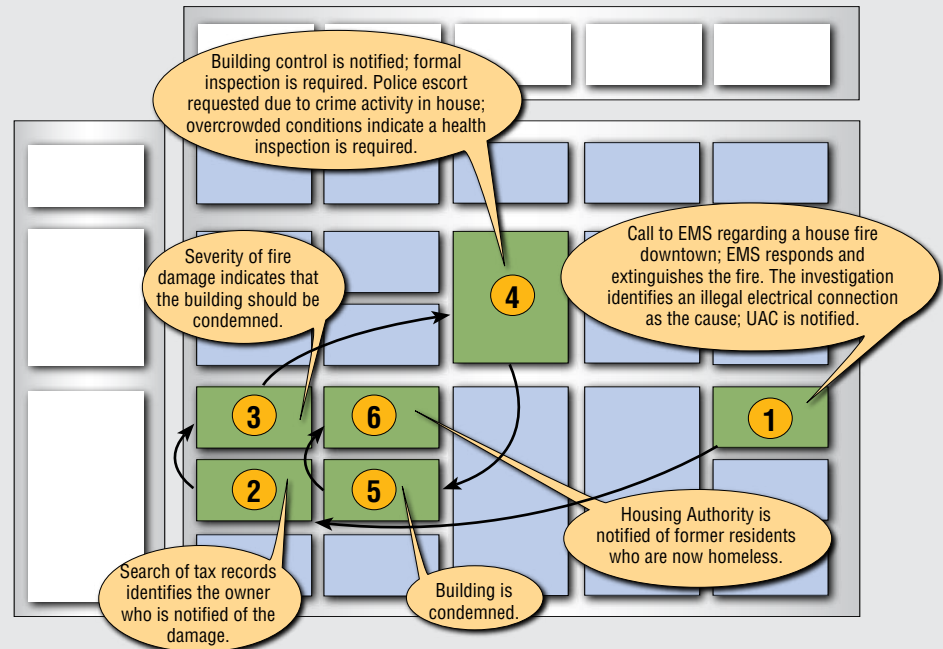 Building control is notified; formal
inspection is required. Police escort
requested due to crime activity in house;
overcrowded conditions indicate a health
inspection is required.
Call to EMS regarding a house fire
downtown; EMS responds and
extinguishes the fire. The investigation
identifies an illegal electrical connection
as the cause; UAC is notified.
Severity of fire
damage indicates that
the building should be
condemned.
4
3
6
1
2
5
Housing Authority is
notified of former residents
who are now homeless.
Search of tax records
identifies the owner
who is notified of the
damage.
Building is
condemned.